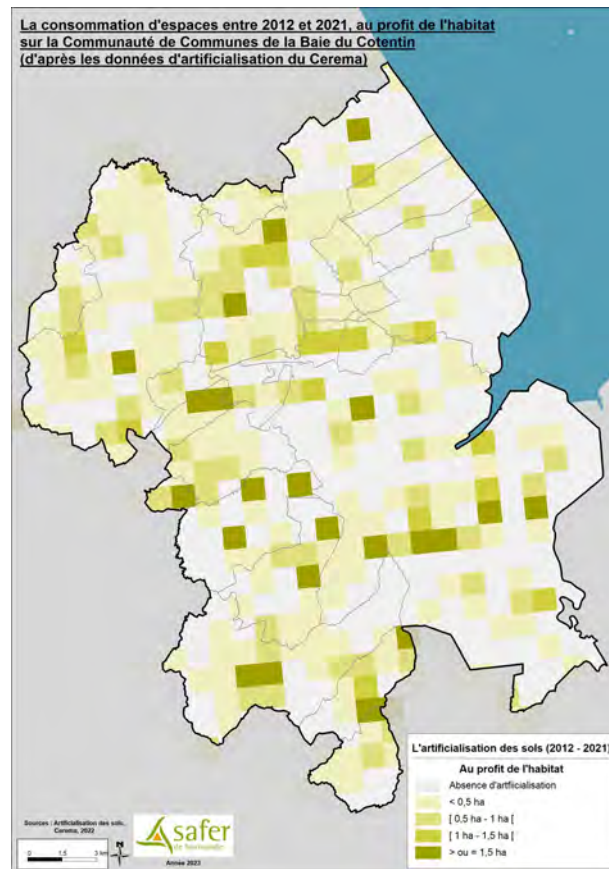 La consommation d'espaces entre 2012 et 2021, au profit de l'habitat
sur la Communauté de Communes de la Baie du Cotentin
(d'après les données d'artificialisation du Cerema)
L'artificialisation des sols (2012 - 2021)
Au profit de l'habitat
Absence d'artificialisation
< 0,5 ha
[ 0,5 ha - 1 ha [
[ 1 ha - 1,5 ha [
> ou = 1,5 ha
Sources : Artificialisation des sols,
Cerema, 2022
0 1,5 3 km
N
safer
de Normandie
Année 2023